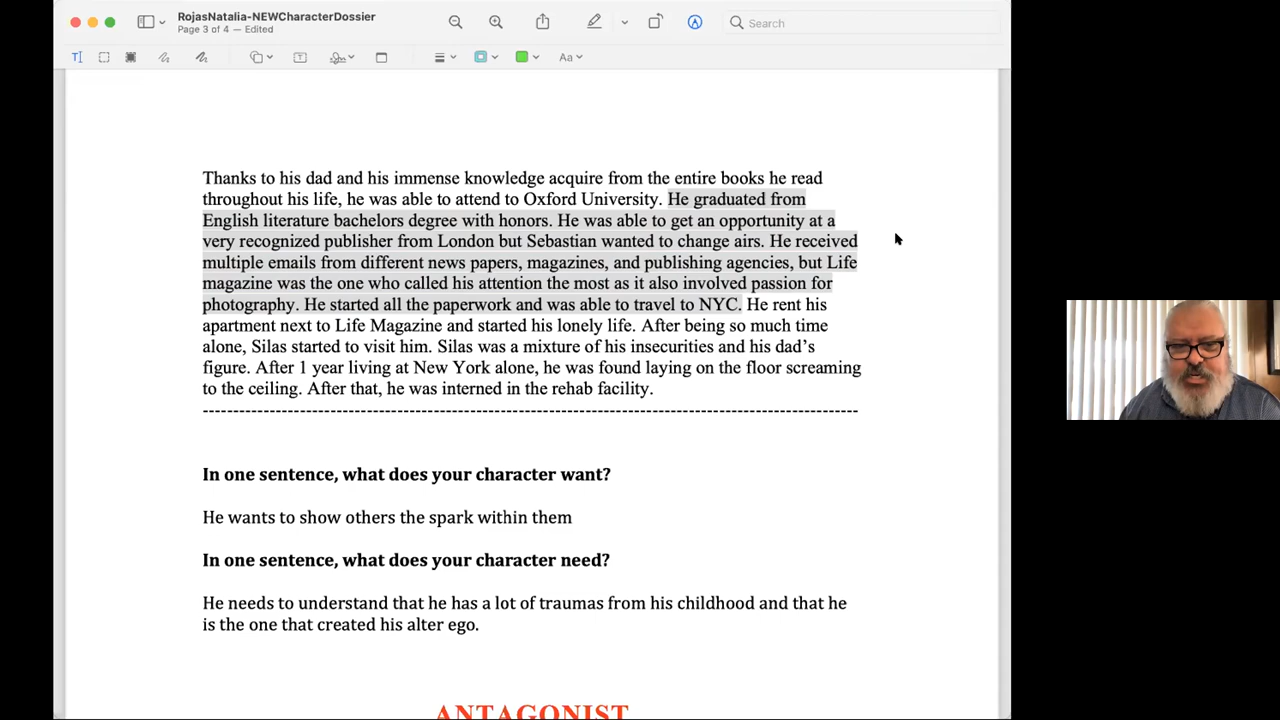 RojasNatalia-NEWCharacterDossier
Page 3 of 4 — Edited
Search
Aa
Thanks to his dad and his immense knowledge acquire from the entire books he read
throughout his life, he was able to attend to Oxford University. He graduated from
English literature bachelors degree with honors. He was able to get an opportunity at a
very recognized publisher from London but Sebastian wanted to change airs. He received
multiple emails from different news papers, magazines, and publishing agencies, but Life
magazine was the one who called his attention the most as it also involved passion for
photography. He started all the paperwork and was able to travel to NYC. He rent his
apartment next to Life Magazine and started his lonely life. After being so much time
alone, Silas started to visit him. Silas was a mixture of his insecurities and his dad's
figure. After 1 year living at New York alone, he was found laying on the floor screaming
to the ceiling. After that, he was interned in the rehab facility.
In one sentence, what does your character want?
He wants to show others the spark within them
In one sentence, what does your character need?
He needs to understand that he has a lot of traumas from his childhood and that he
is the one that created his alter ego.
ANTAGONIST